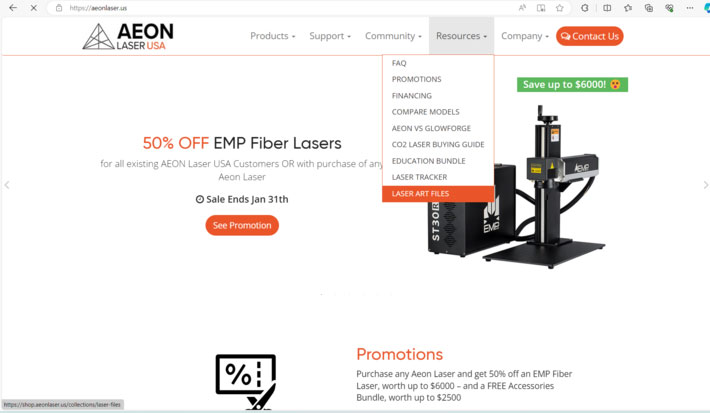 https://aeonlaser.us
AEON
LASER USA
Products
Support
Community
Resources
Company
Contact Us
FAQ
PROMOTIONS
FINANCING
COMPARE MODELS
AEON VS GLOWFORGE
CO2 LASER BUYING GUIDE
EDUCATION BUNDLE
LASER TRACKER
LASER ART FILES
Save up to $6000! 🤯
50% OFF EMP Fiber Lasers
for all existing AEON Laser USA Customers OR with purchase of any
Aeon Laser
Sale Ends Jan 31th
See Promotion
EMP
ST30R
EMP
%
Promotions
Purchase any Aeon Laser and get 50% off an EMP Fiber
Laser, worth up to $6000 – and a FREE Accessories
Bundle, worth up to $2500
https://shop.aeonlaser.us/collections/laser-files